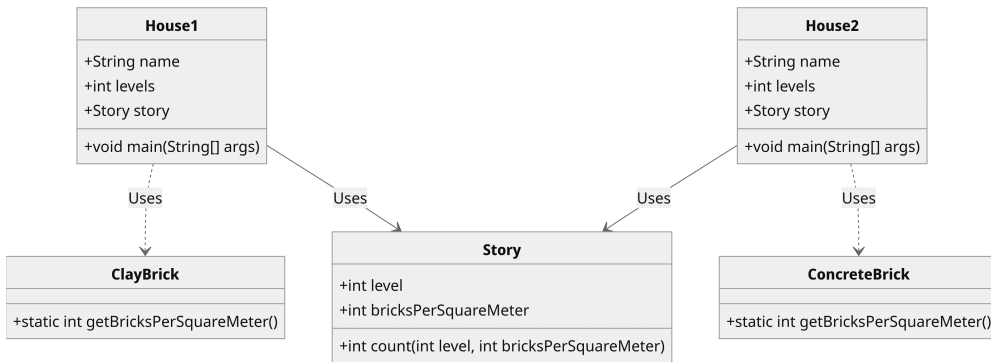 House1
+String name
+int levels
+Story story
+void main(String[] args)
House2
+String name
+int levels
+Story story
+void main(String[] args)
Uses
Uses
Uses
Uses
ClayBrick
+static int getBricksPerSquareMeter()
Story
+int level
+int bricksPerSquareMeter
+int count(int level, int bricksPerSquareMeter)
ConcreteBrick
+static int getBricksPerSquareMeter()